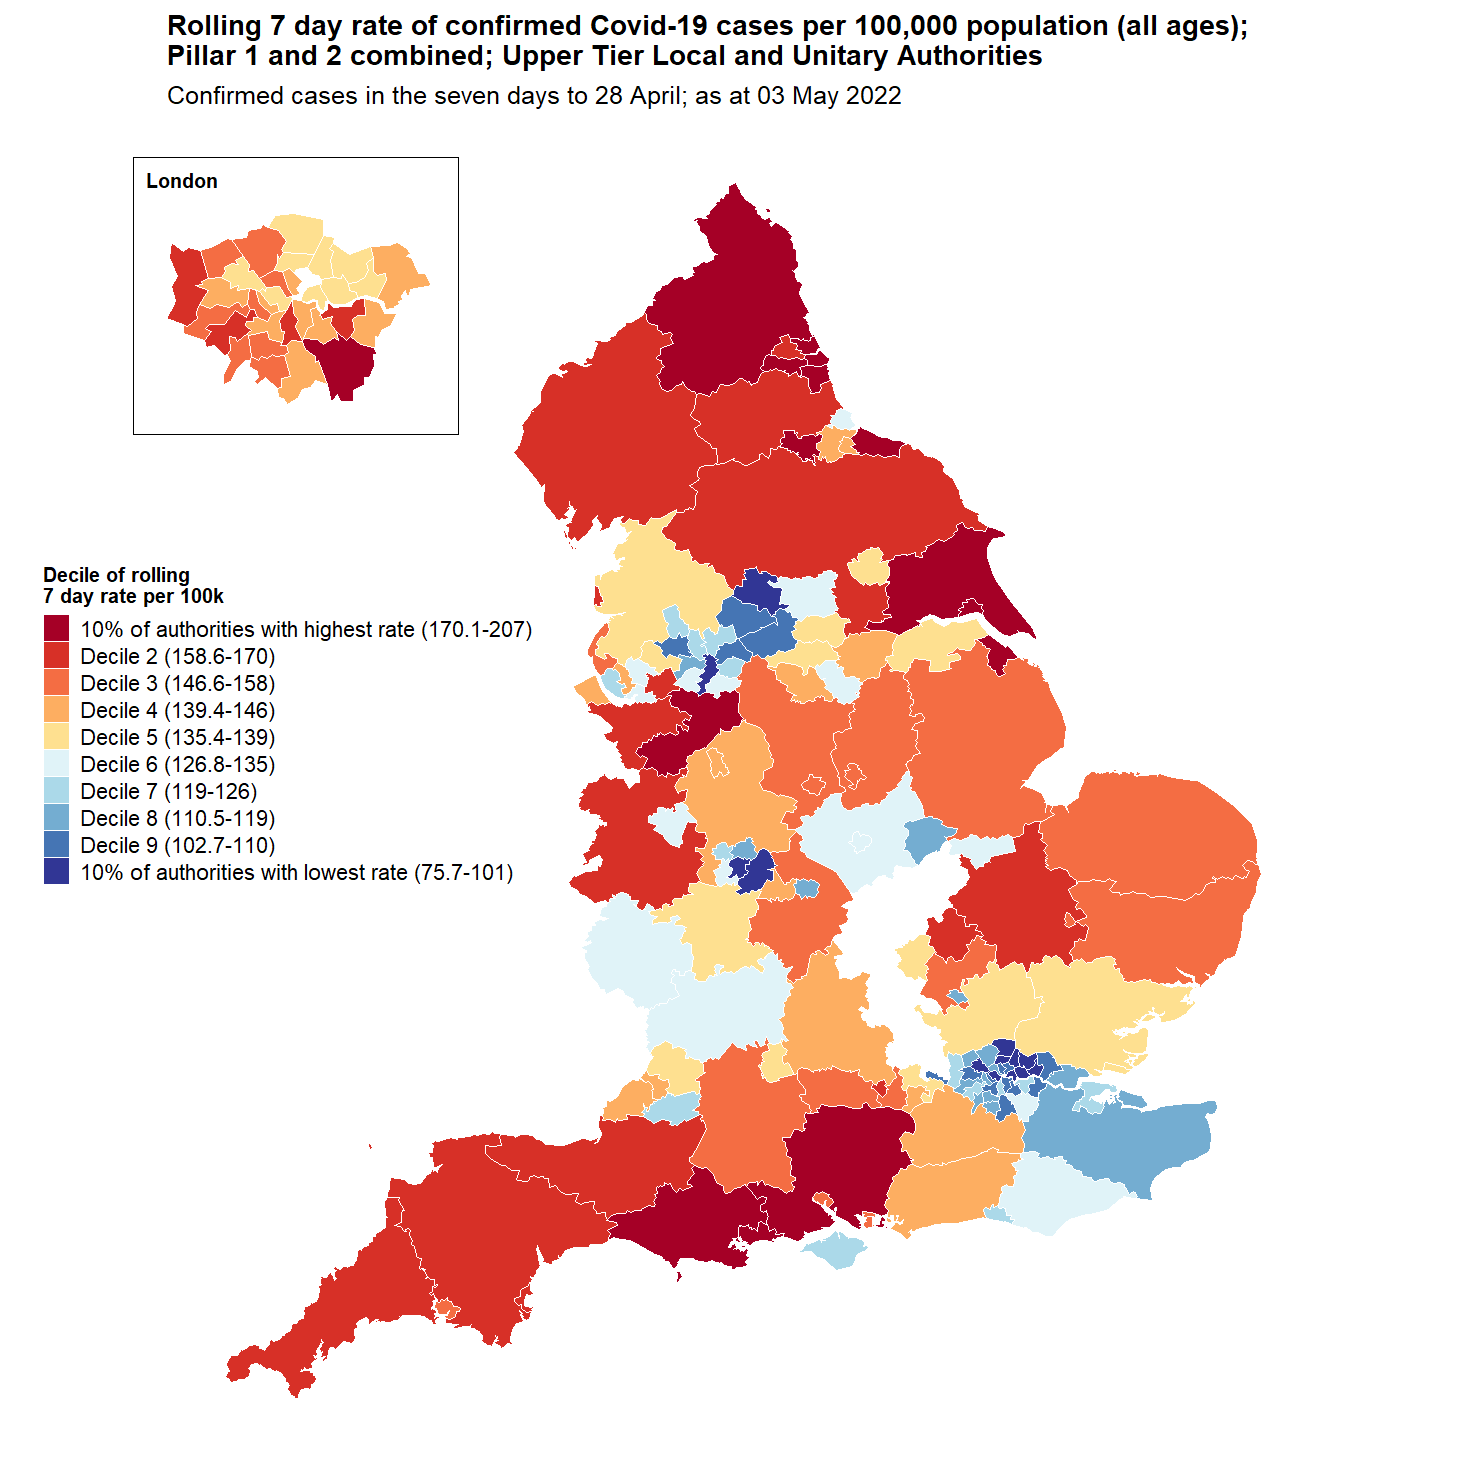 Rolling 7 day rate of confirmed Covid-19 cases per 100,000 population (all ages);
Pillar 1 and 2 combined; Upper Tier Local and Unitary Authorities
Confirmed cases in the seven days to 28 April; as at 03 May 2022
London
Decile of rolling
7 day rate per 100k
10% of authorities with highest rate (170.1-207)
Decile 2 (158.6-170)
Decile 3 (146.6-158)
Decile 4 (139.4-146)
Decile 5 (135.4-139)
Decile 6 (126.8-135)
Decile 7 (119-126)
Decile 8 (110.5-119)
Decile 9 (102.7-110)
10% of authorities with lowest rate (75.7-101)